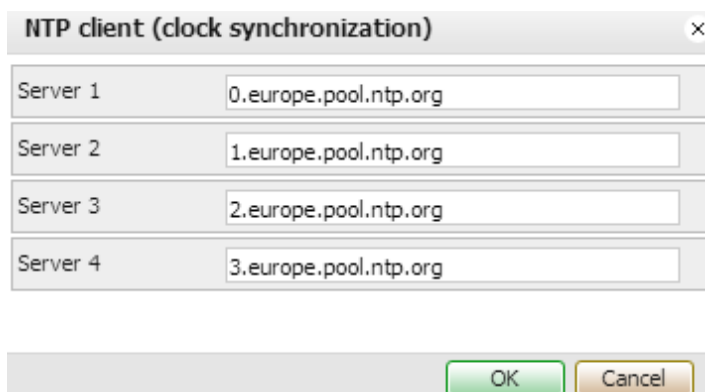 NTP client (clock synchronization)
Server 1 0.europe.pool.ntp.org
Server 2 1.europe.pool.ntp.org
Server 3 2.europe.pool.ntp.org
Server 4 3.europe.pool.ntp.org
OK Cancel